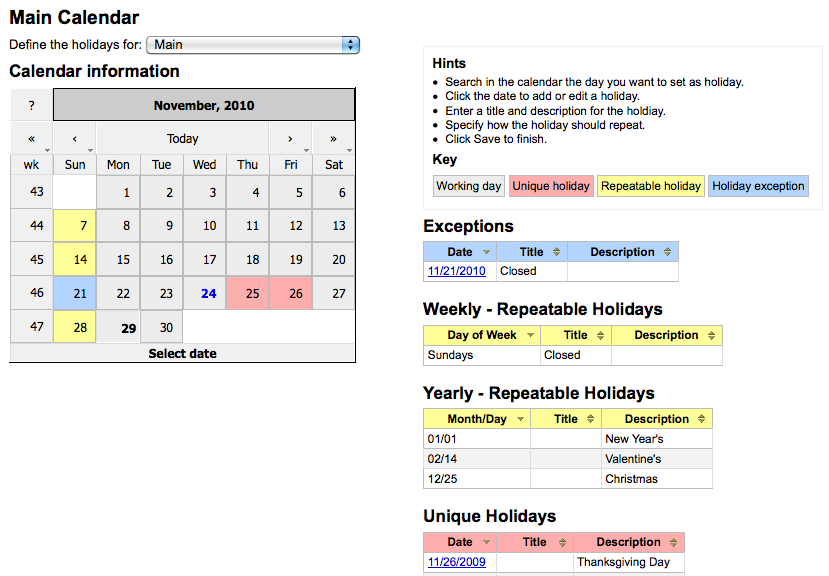 Main Calendar
Define the holidays for: Main
Calendar information
? November, 2010
« ‹ Today › »
wk Sun Mon Tue Wed Thu Fri Sat
43 1 2 3 4 5 6
44 7 8 9 10 11 12 13
45 14 15 16 17 18 19 20
46 21 22 23 24 25 26 27
47 28 29 30
Select date
Hints
• Search in the calendar the day you want to set as holiday.
• Click the date to add or edit a holiday.
• Enter a title and description for the holdiay.
• Specify how the holiday should repeat.
• Click Save to finish.
Key
Working day Unique holiday Repeatable holiday Holiday exception
Exceptions
Date Title Description
11/21/2010 Closed
Weekly - Repeatable Holidays
Day of Week Title Description
Sundays Closed
Yearly - Repeatable Holidays
Month/Day Title Description
01/01 New Year's
02/14 Valentine's
12/25 Christmas
Unique Holidays
Date Title Description
11/26/2009 Thanksgiving Day